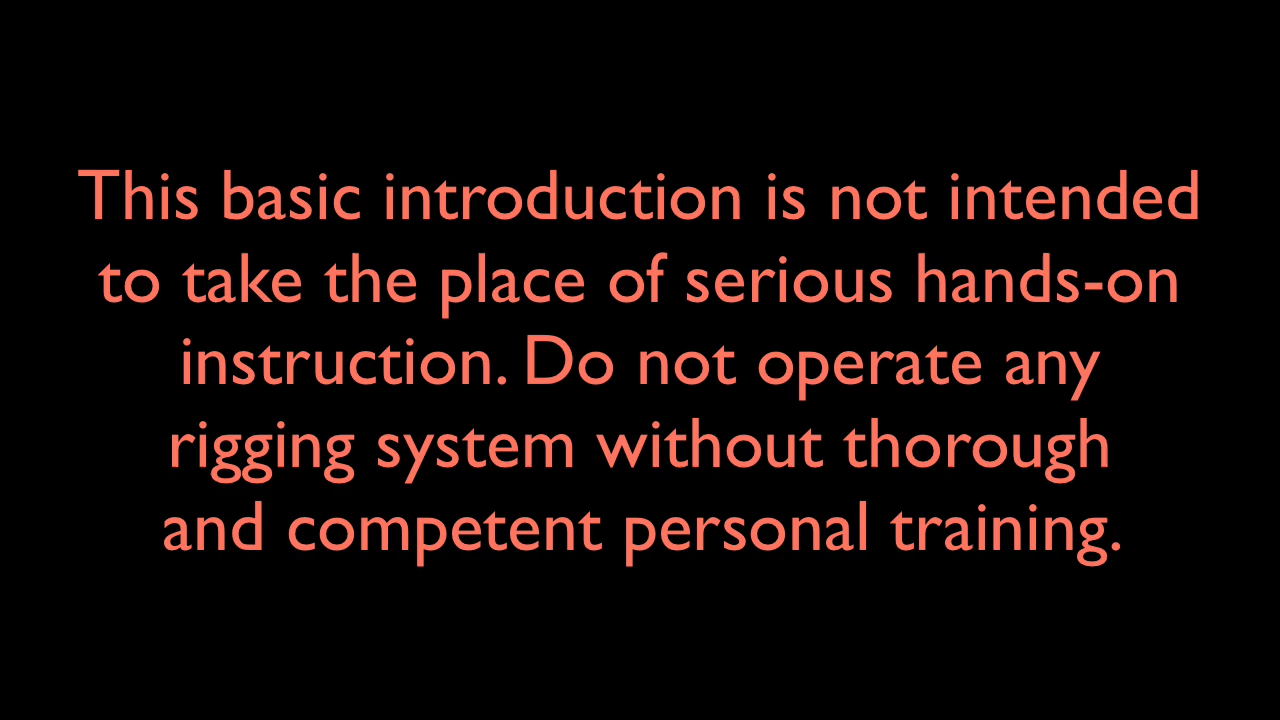 This basic introduction is not intended
to take the place of serious hands-on
instruction. Do not operate any
rigging system without thorough
and competent personal training.